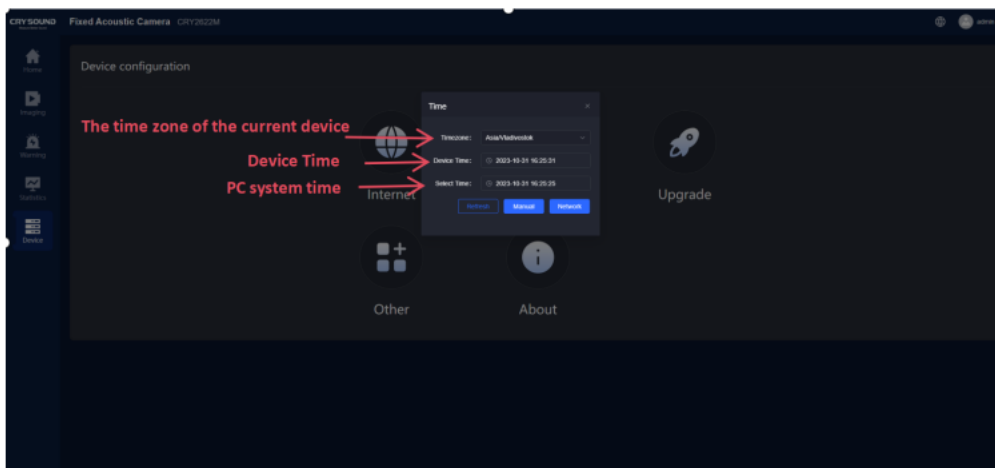 CRYSOUND Fixed Acoustic Camera CRY2622M admin
Home
Device configuration
Imaging
Time
The time zone of the current device
Timezone: Asia/Vladivostok
Warning
Device Time
Device Time: 2023-10-31 16:25:31
PC system time
Select Time: 2023-10-31 16:25:25
Statistics
Internet
Upgrade
Refresh Manual Network
Device
Other
About